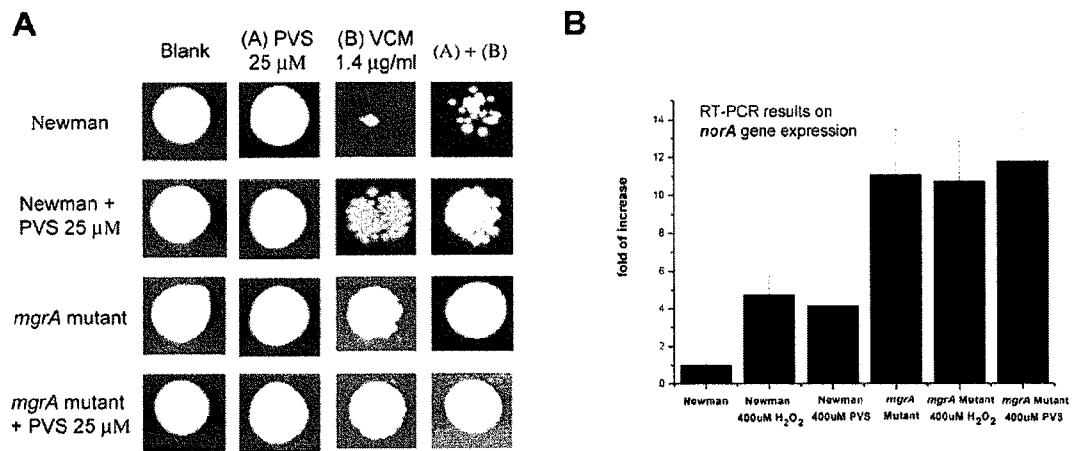 A
Blank
(A) PVS
25 μM
(B) VCM
1.4 μg/ml
(A) + (B)
Newman
Newman +
PVS 25 μM
mgrA mutant
mgrA mutant
+ PVS 25 μM
B
RT-PCR results on
norA gene expression
fold of increase
14
12
10
8
6
4
2
0
Newman
Newman
400uM H₂O₂
Newman
400uM PVS
mgrA
Mutant
mgrA Mutant
400uM H₂O₂
mgrA Mutant
400uM PVS